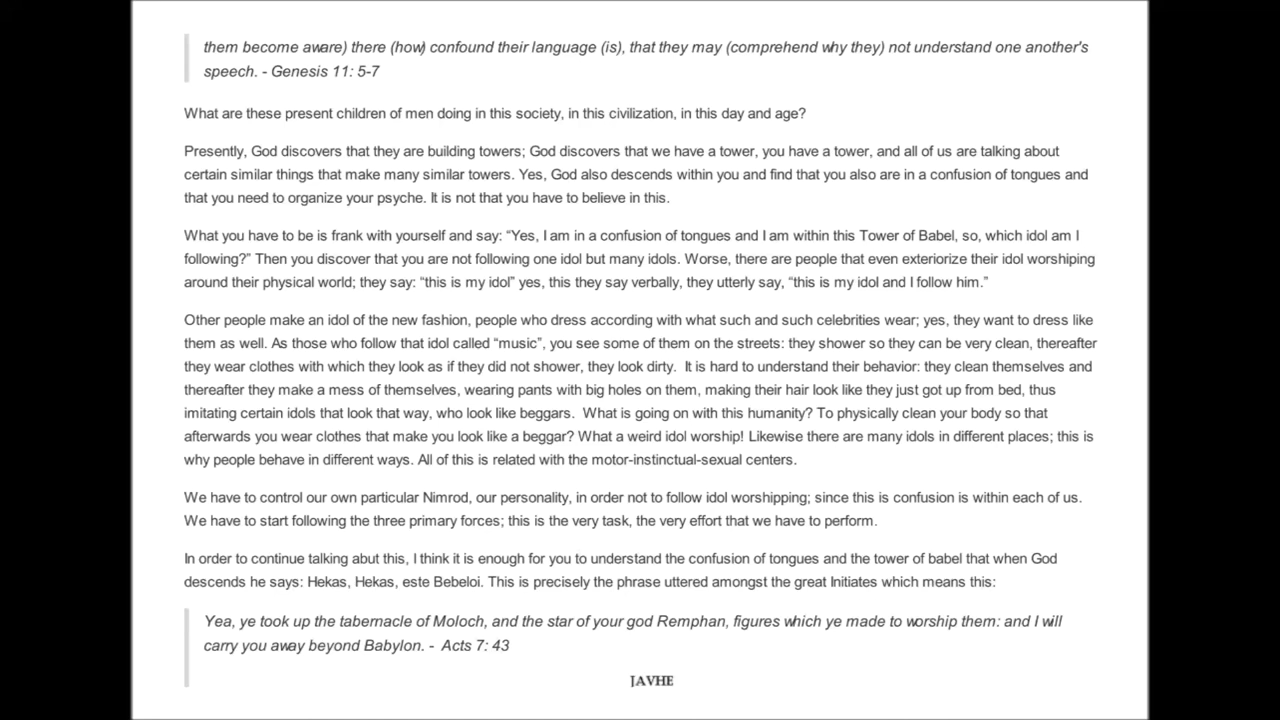 them become aware) there (how) confound their language (is), that they may (comprehend why they) not understand one another's
speech. - Genesis 11: 5-7
What are these present children of men doing in this society, in this civilization, in this day and age?
Presently, God discovers that they are building towers; God discovers that we have a tower, you have a tower, and all of us are talking about
certain similar things that make many similar towers. Yes, God also descends within you and find that you also are in a confusion of tongues and
that you need to organize your psyche. It is not that you have to believe in this.
What you have to be is frank with yourself and say: “Yes, I am in a confusion of tongues and I am within this Tower of Babel, so, which idol am I
following?” Then you discover that you are not following one idol but many idols. Worse, there are people that even exteriorize their idol worshiping
around their physical world; they say: “this is my idol” yes, this they say verbally, they utterly say, “this is my idol and I follow him.”
Other people make an idol of the new fashion, people who dress according with what such and such celebrities wear; yes, they want to dress like
them as well. As those who follow that idol called “music”, you see some of them on the streets: they shower so they can be very clean, thereafter
they wear clothes with which they look as if they did not shower, they look dirty.  It is hard to understand their behavior: they clean themselves and
thereafter they make a mess of themselves, wearing pants with big holes on them, making their hair look like they just got up from bed, thus
imitating certain idols that look that way, who look like beggars.  What is going on with this humanity? To physically clean your body so that
afterwards you wear clothes that make you look like a beggar? What a weird idol worship! Likewise there are many idols in different places; this is
why people behave in different ways. All of this is related with the motor-instinctual-sexual centers.
We have to control our own particular Nimrod, our personality, in order not to follow idol worshipping; since this is confusion is within each of us.
We have to start following the three primary forces; this is the very task, the very effort that we have to perform.
In order to continue talking abut this, I think it is enough for you to understand the confusion of tongues and the tower of babel that when God
descends he says: Hekas, Hekas, este Bebeloi. This is precisely the phrase uttered amongst the great Initiates which means this:
Yea, ye took up the tabernacle of Moloch, and the star of your god Remphan, figures which ye made to worship them: and I will
carry you away beyond Babylon. -  Acts 7: 43
JAVHE